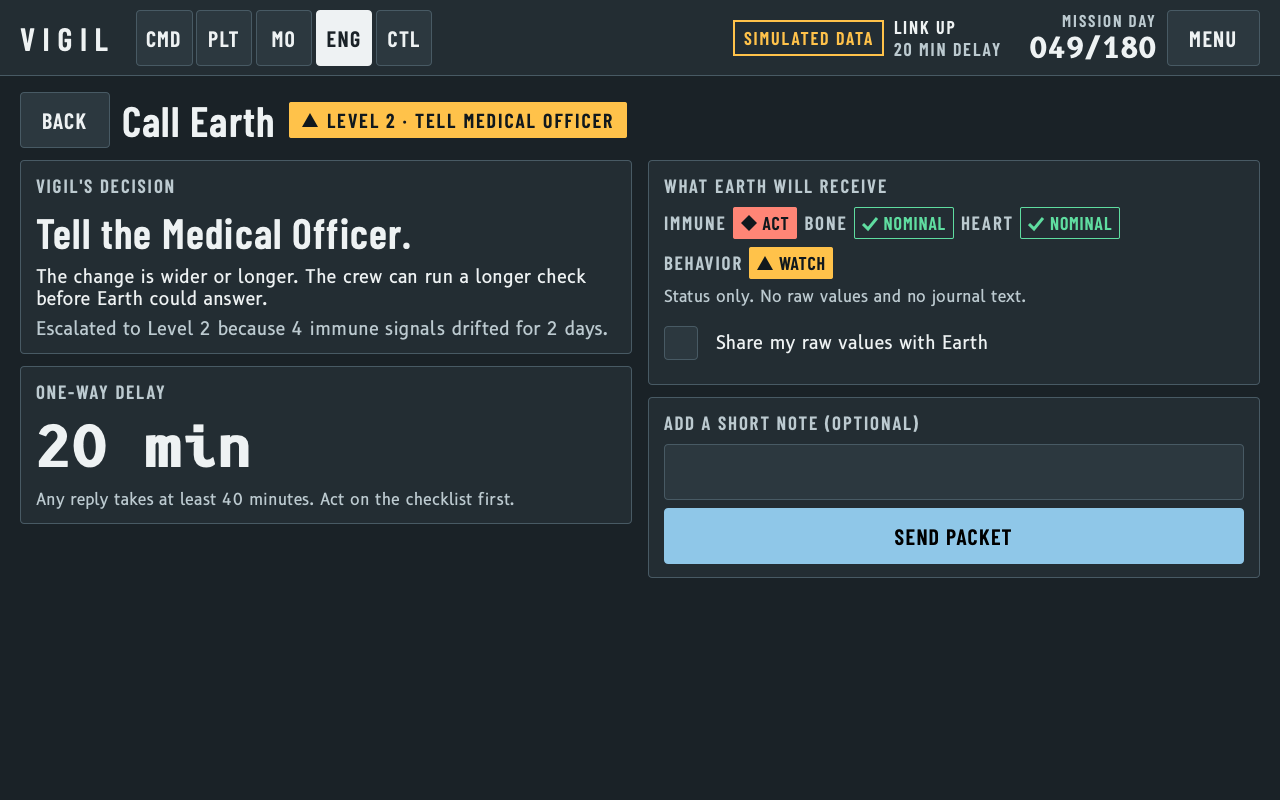 VIGIL
CMD
PLT
MO
ENG
CTL
SIMULATED DATA
LINK UP
20 MIN DELAY
MISSION DAY
049/180
MENU
BACK
Call Earth
LEVEL 2 · TELL MEDICAL OFFICER
VIGIL'S DECISION
Tell the Medical Officer.
The change is wider or longer. The crew can run a longer check
before Earth could answer.
Escalated to Level 2 because 4 immune signals drifted for 2 days.
ONE-WAY DELAY
20 min
Any reply takes at least 40 minutes. Act on the checklist first.
WHAT EARTH WILL RECEIVE
IMMUNE ACT BONE NOMINAL HEART NOMINAL
BEHAVIOR WATCH
Status only. No raw values and no journal text.
Share my raw values with Earth
ADD A SHORT NOTE (OPTIONAL)
SEND PACKET